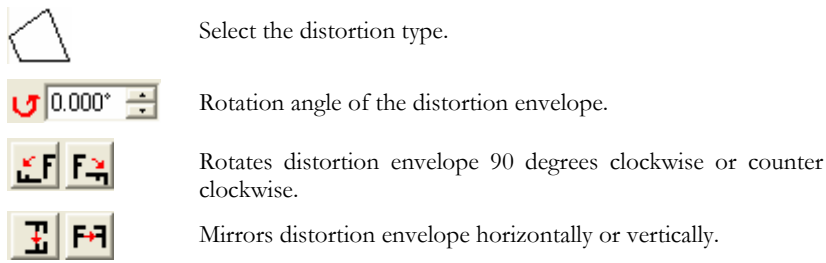 Select the distortion type.
0.000° Rotation angle of the distortion envelope.
F F Rotates distortion envelope 90 degrees clockwise or counter
clockwise.
F Mirrors distortion envelope horizontally or vertically.